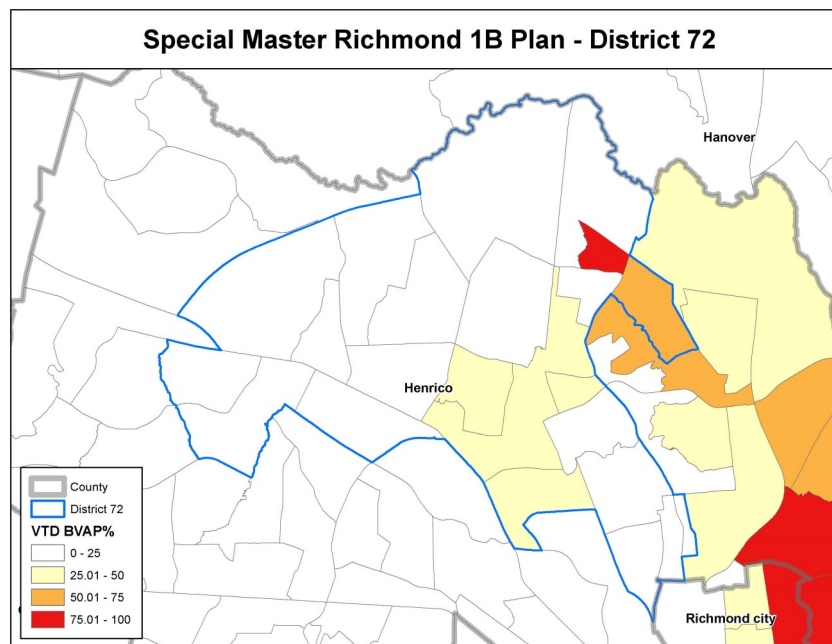 Special Master Richmond 1B Plan - District 72
Hanover
Henrico
County
District 72
VTD BVAP%
0 - 25
25.01 - 50
50.01 - 75
75.01 - 100
Richmond city